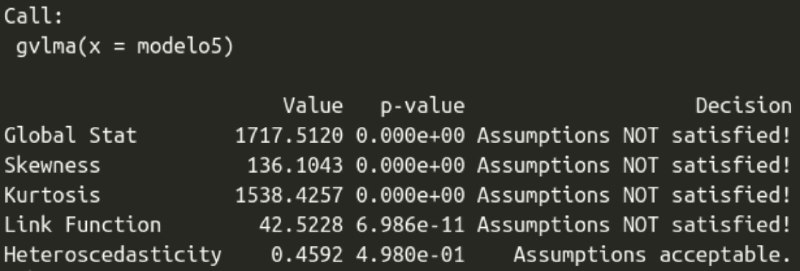 Call:
gvlma(x = modelo5)
Value p-value Decision
Global Stat 1717.5120 0.000e+00 Assumptions NOT satisfied!
Skewness 136.1043 0.000e+00 Assumptions NOT satisfied!
Kurtosis 1538.4257 0.000e+00 Assumptions NOT satisfied!
Link Function 42.5228 6.986e-11 Assumptions NOT satisfied!
Heteroscedasticity 0.4592 4.980e-01 Assumptions acceptable.